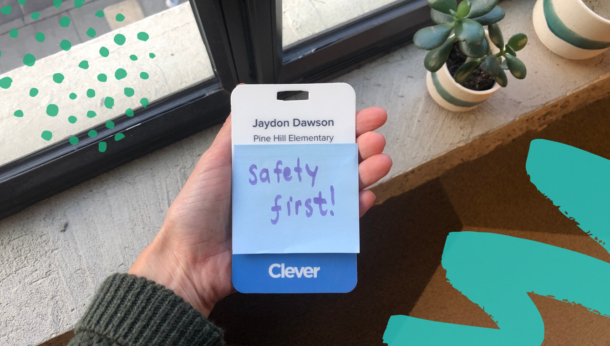 Jaydon Dawson
Pine Hill Elementary
safety
first!
Clever